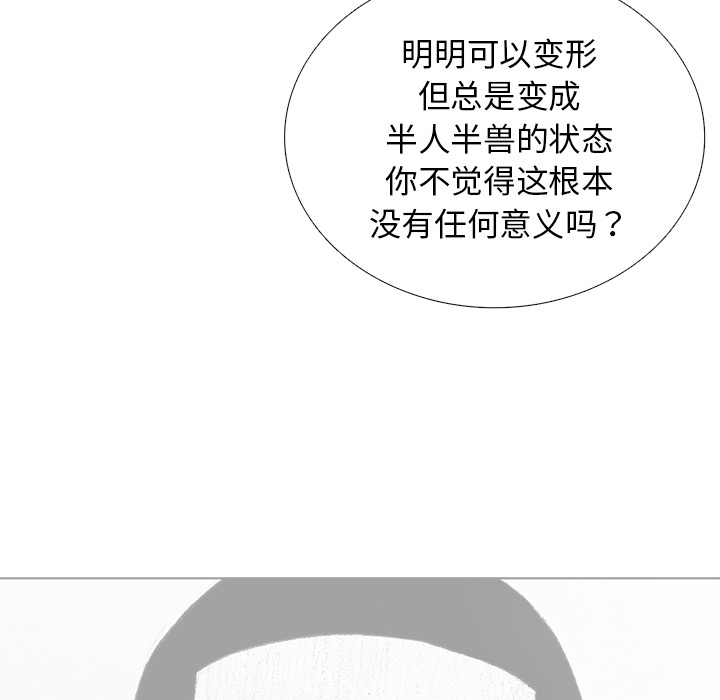 明明可以变形
但总是变成
半人半兽的状态
你不觉得这根本
没有任何意义吗？